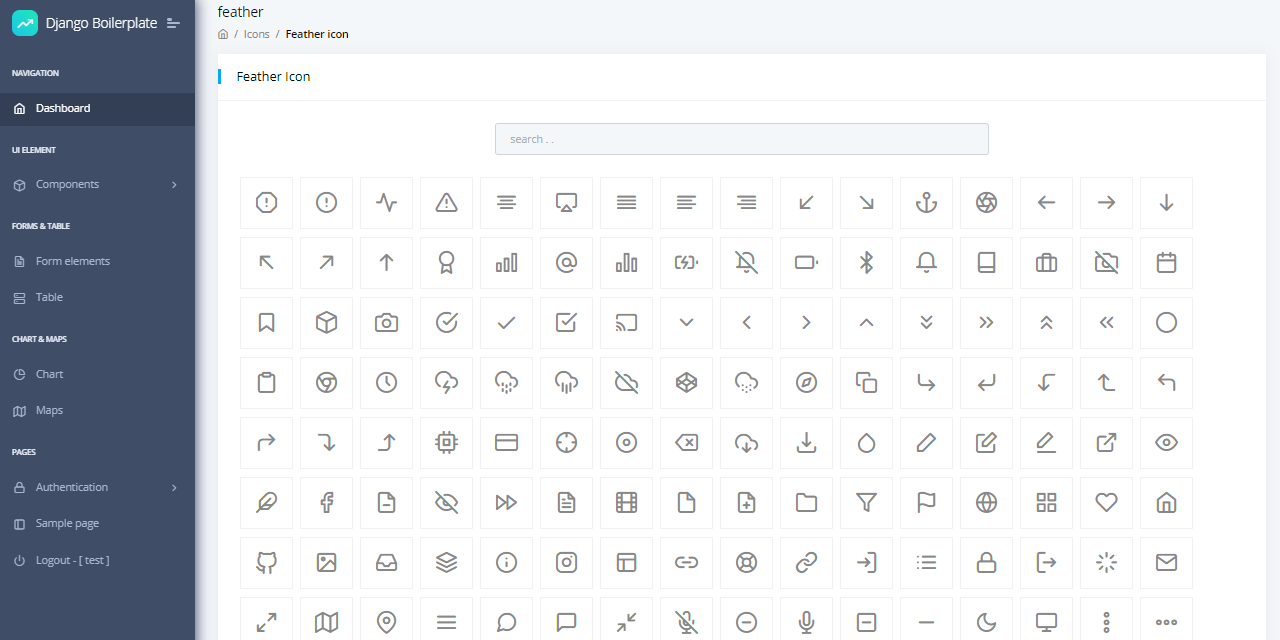 Django Boilerplate
NAVIGATION
Dashboard
UI ELEMENT
Components
FORMS & TABLE
Form elements
Table
CHART & MAPS
Chart
Maps
PAGES
Authentication
Sample page
Logout - [ test ]
feather
/ Icons / Feather icon
Feather Icon
search . .